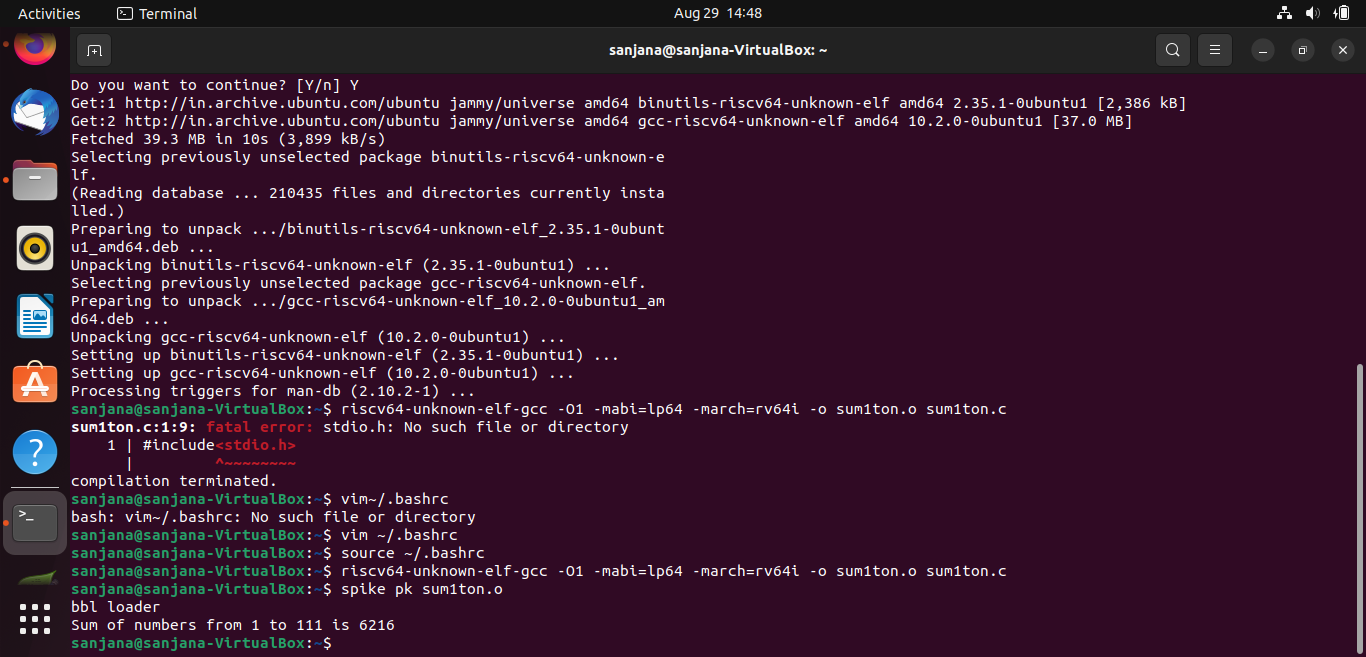 Activities
Terminal
Aug 29 14:48
sanjana@sanjana-VirtualBox: ~
Do you want to continue? [Y/n] Y
Get:1 http://in.archive.ubuntu.com/ubuntu jammy/universe amd64 binutils-riscv64-unknown-elf amd64 2.35.1-0ubuntu1 [2,386 kB]
Get:2 http://in.archive.ubuntu.com/ubuntu jammy/universe amd64 gcc-riscv64-unknown-elf amd64 10.2.0-0ubuntu1 [37.0 MB]
Fetched 39.3 MB in 10s (3,899 kB/s)
Selecting previously unselected package binutils-riscv64-unknown-e
lf.
(Reading database ... 210435 files and directories currently insta
lled.)
Preparing to unpack .../binutils-riscv64-unknown-elf_2.35.1-0ubunt
u1_amd64.deb ...
Unpacking binutils-riscv64-unknown-elf (2.35.1-0ubuntu1) ...
Selecting previously unselected package gcc-riscv64-unknown-elf.
Preparing to unpack .../gcc-riscv64-unknown-elf_10.2.0-0ubuntu1_am
d64.deb ...
Unpacking gcc-riscv64-unknown-elf (10.2.0-0ubuntu1) ...
Setting up binutils-riscv64-unknown-elf (2.35.1-0ubuntu1) ...
Setting up gcc-riscv64-unknown-elf (10.2.0-0ubuntu1) ...
Processing triggers for man-db (2.10.2-1) ...
sanjana@sanjana-VirtualBox:~$ riscv64-unknown-elf-gcc -O1 -mabi=lp64 -march=rv64i -o sum1ton.o sum1ton.c
sum1ton.c:1:9: fatal error: stdio.h: No such file or directory
    1 | #include<stdio.h>
      |         ^~~~~~~~~
compilation terminated.
sanjana@sanjana-VirtualBox:~$ vim~/.bashrc
bash: vim~/.bashrc: No such file or directory
sanjana@sanjana-VirtualBox:~$ vim ~/.bashrc
sanjana@sanjana-VirtualBox:~$ source ~/.bashrc
sanjana@sanjana-VirtualBox:~$ riscv64-unknown-elf-gcc -O1 -mabi=lp64 -march=rv64i -o sum1ton.o sum1ton.c
sanjana@sanjana-VirtualBox:~$ spike pk sum1ton.o
bbl loader
Sum of numbers from 1 to 111 is 6216
sanjana@sanjana-VirtualBox:~$